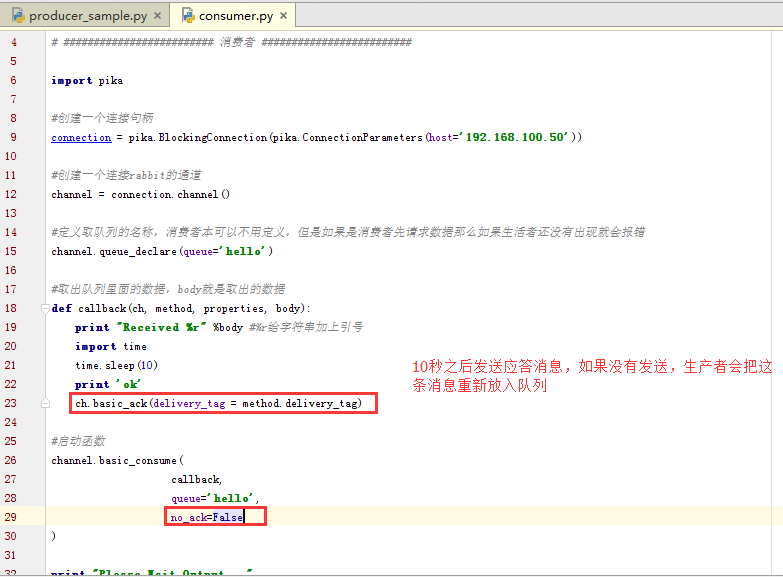 producer_sample.py × consumer.py ×
4 # ######################### 消费者 #########################
5
6 import pika
7
8 #创建一个连接句柄
9 connection = pika.BlockingConnection(pika.ConnectionParameters(host='192.168.100.50'))
10
11 #创建一个连接rabbit的通道
12 channel = connection.channel()
13
14 #定义取队列的名称，消费者本可以不用定义，但是如果是消费者先请求数据那么如果生活者还没有出现就会报错
15 channel.queue_declare(queue='hello')
16
17 #取出队列里面的数据，body就是取出的数据
18 def callback(ch, method, properties, body):
19 print "Received %r" %body #%r给字符串加上引号
20 import time
21 time.sleep(10)
22 print 'ok'
23 ch.basic_ack(delivery_tag = method.delivery_tag)
10秒之后发送应答消息，如果没有发送，生产者会把这
条消息重新放入队列
24
25 #启动函数
26 channel.basic_consume(
27 callback,
28 queue='hello',
29 no_ack=False
30 )
31
32 print "Please Wait Output..."